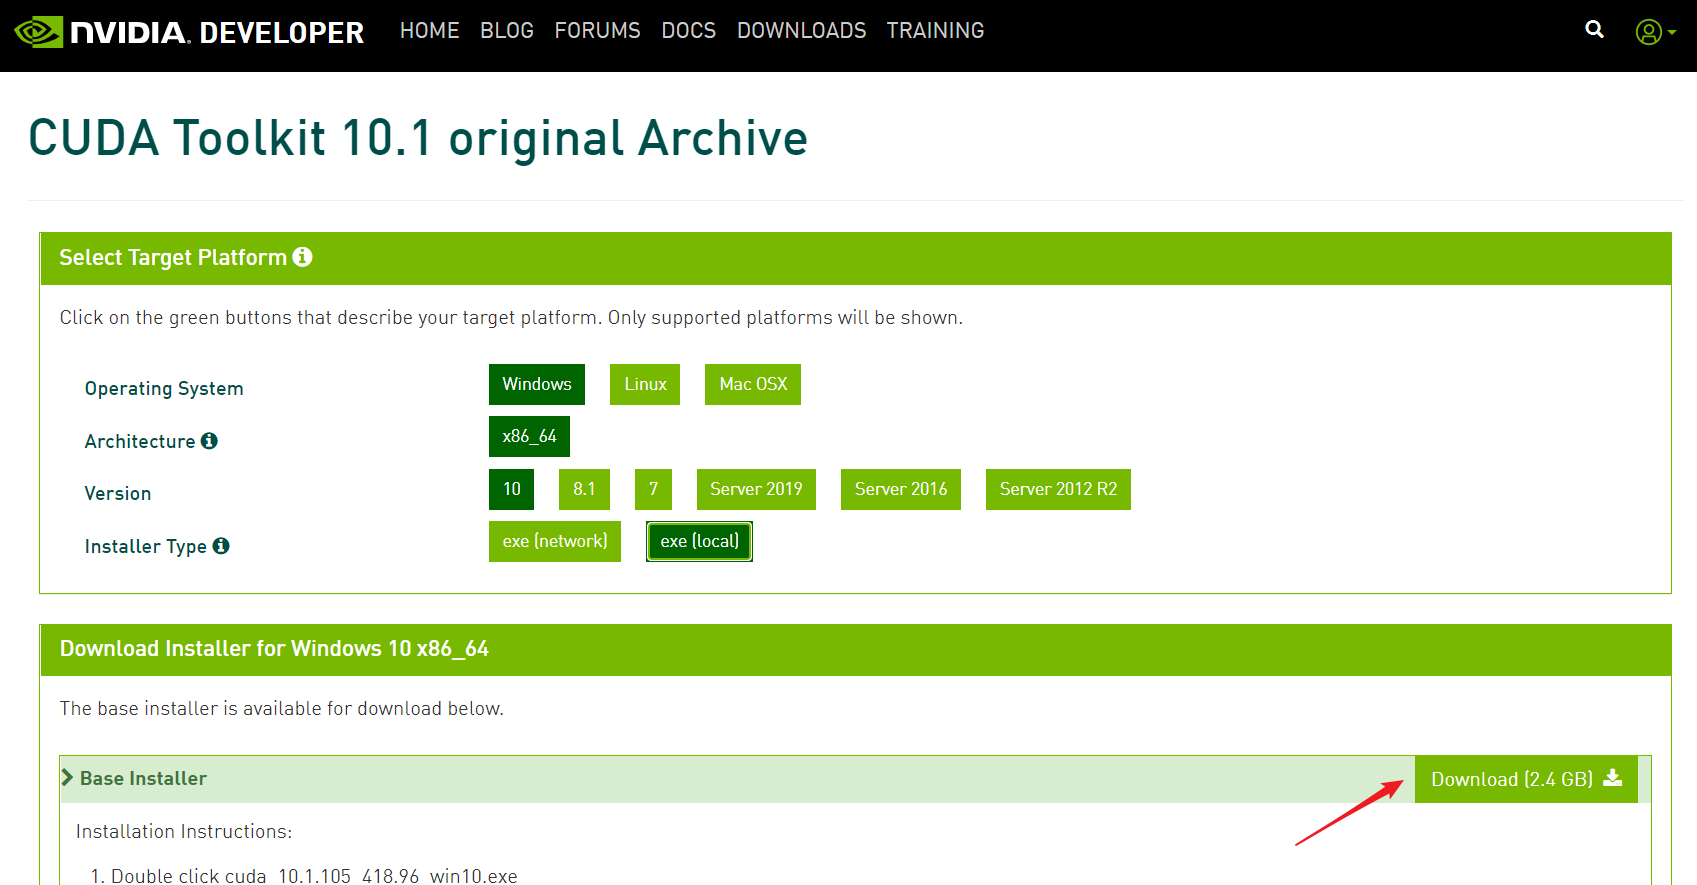 NVIDIA. DEVELOPER HOME BLOG FORUMS DOCS DOWNLOADS TRAINING
CUDA Toolkit 10.1 original Archive
Select Target Platform
Click on the green buttons that describe your target platform. Only supported platforms will be shown.
Operating System Windows Linux Mac OSX
Architecture x86_64
Version 10 8.1 7 Server 2019 Server 2016 Server 2012 R2
Installer Type exe (network) exe (local)
Download Installer for Windows 10 x86_64
The base installer is available for download below.
Base Installer Download (2.4 GB)
Installation Instructions:
1. Double click cuda_10.1.105_418.96_win10.exe